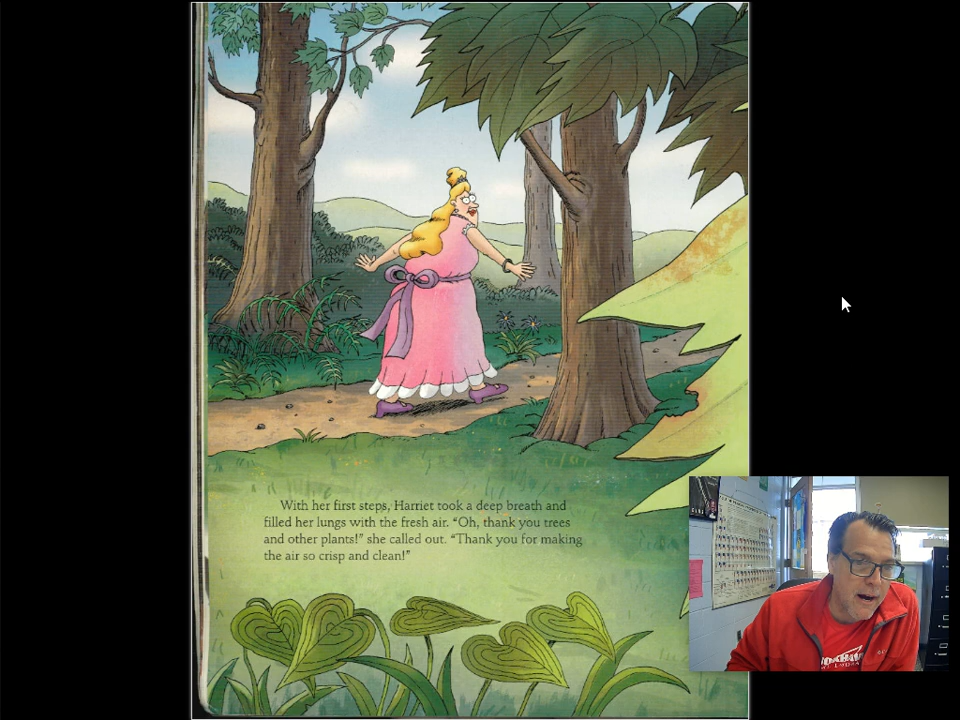 With her first steps, Harriet took a deep breath and
filled her lungs with the fresh air. “Oh, thank you trees
and other plants!” she called out. “Thank you for making
the air so crisp and clean!”